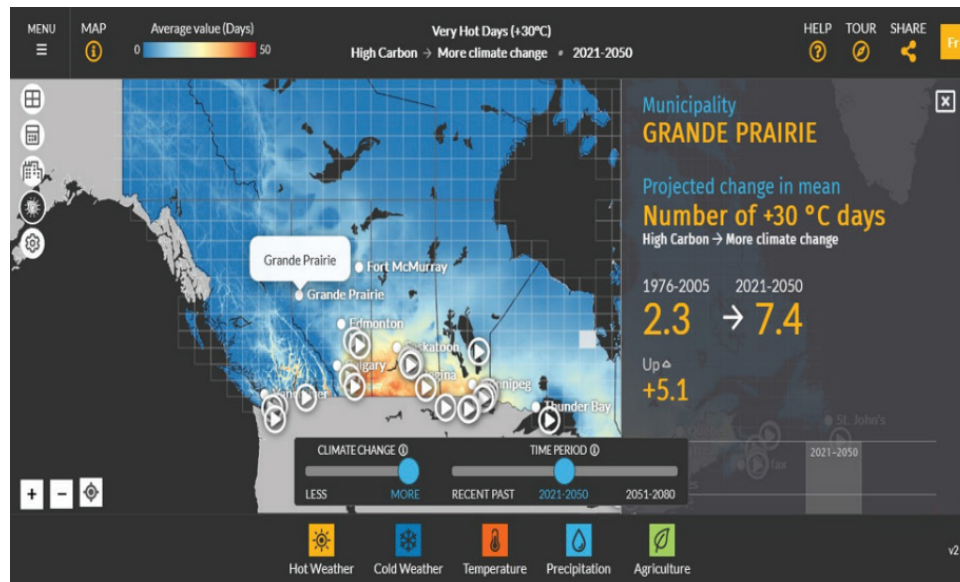 MENU
MAP
Average value (Days)
0
50
Very Hot Days (+30°C)
High Carbon → More climate change • 2021-2050
HELP
TOUR
SHARE
Fr
Municipality
GRANDE PRAIRIE
Projected change in mean
Number of +30 °C days
High Carbon → More climate change
1976-2005
2021-2050
2.3 → 7.4
Up
+5.1
Grande Prairie
Fort McMurray
Grande Prairie
Edmonton
Thunder Bay
St. John's
2021-2050
CLIMATE CHANGE
LESS
MORE
TIME PERIOD
RECENT PAST
2021-2050
2051-2080
Hot Weather
Cold Weather
Temperature
Precipitation
Agriculture
v2